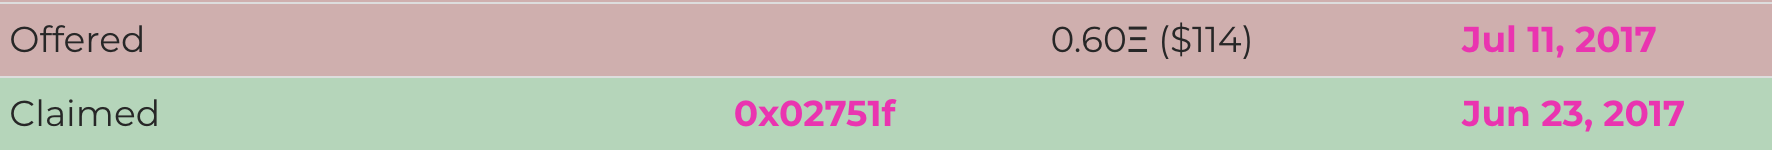 Offered 0.60Ξ ($114) Jul 11, 2017
Claimed 0x02751f Jun 23, 2017